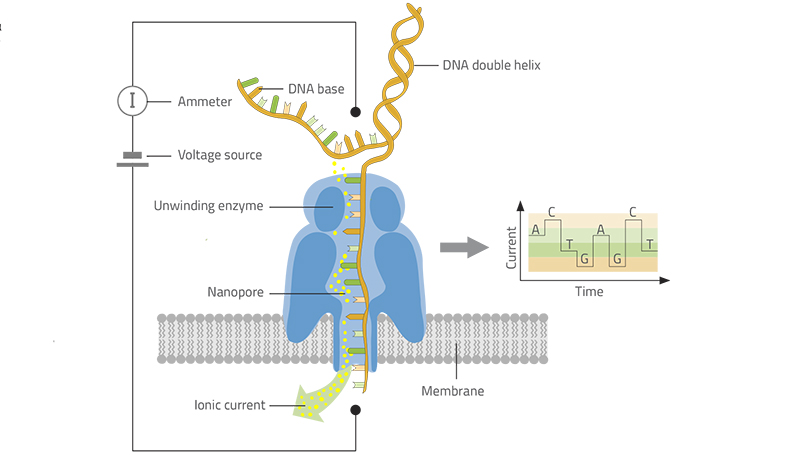 DNA double helix
DNA base
I
Ammeter
Voltage source
Unwinding enzyme
Nanopore
Ionic current
Membrane
Current
A C T G A G C T
Time